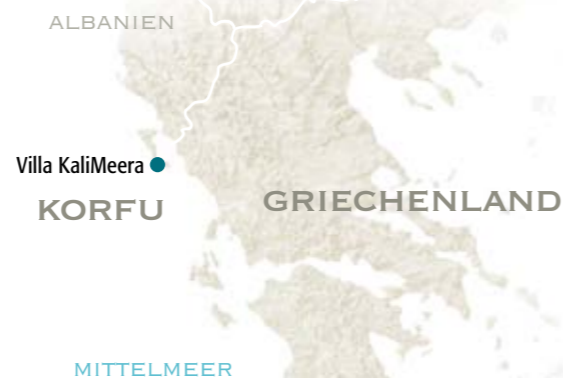 ALBANIEN
Villa KaliMeera
KORFU
GRIECHENLAND
MITTELMEER